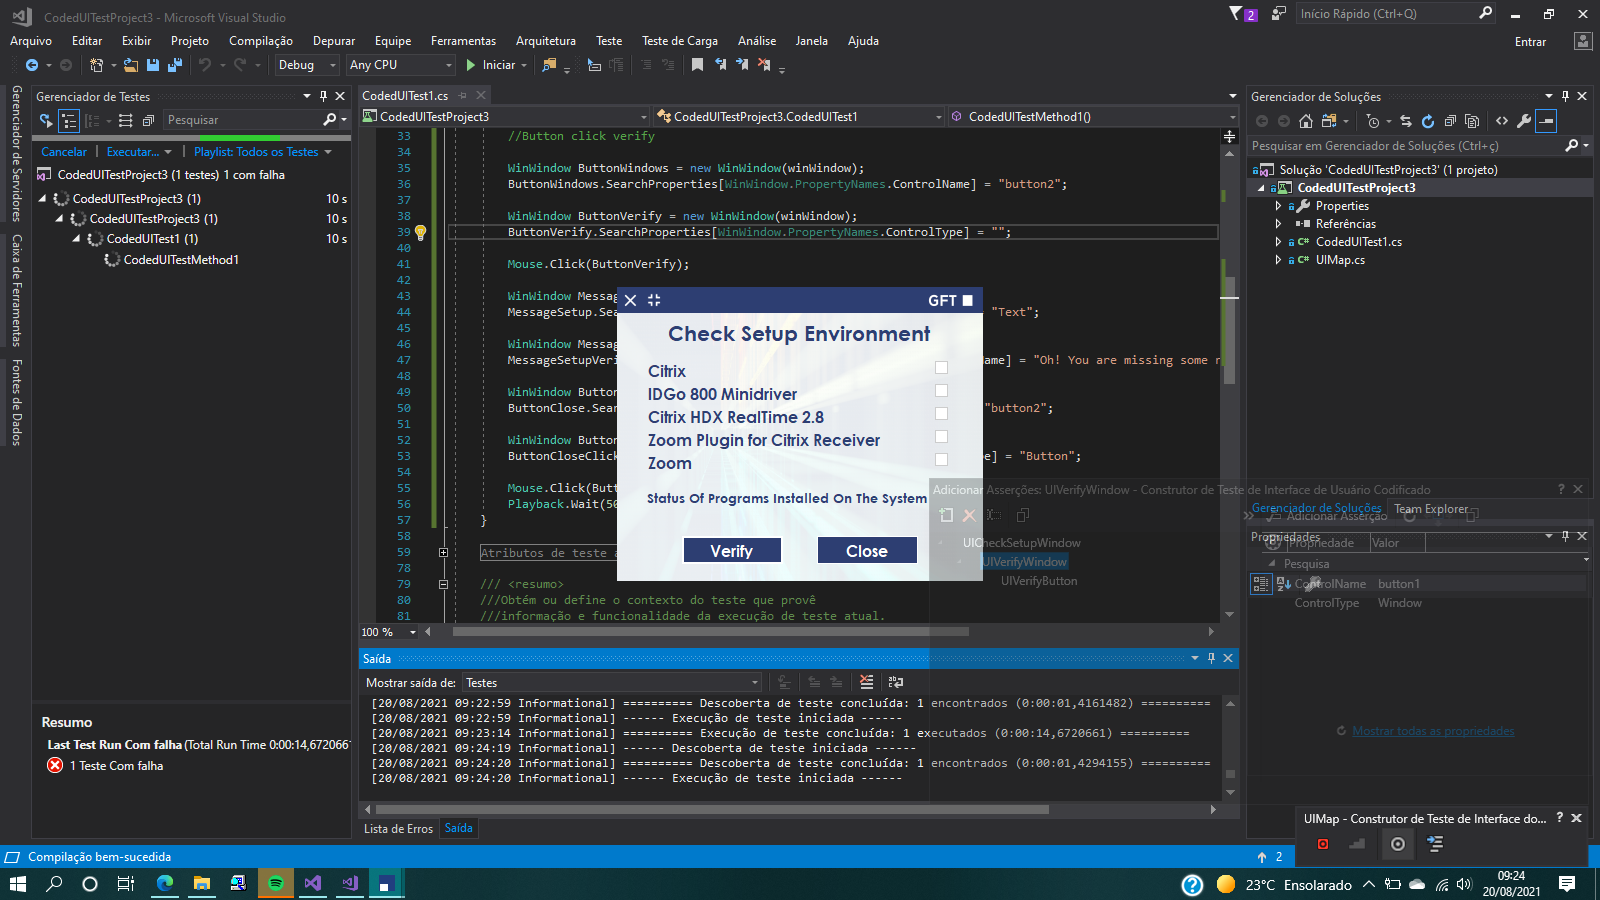 CodedUITestProject3 - Microsoft Visual Studio
2
Início Rápido (Ctrl+Q)
Arquivo Editar Exibir Projeto Compilação Depurar Equipe Ferramentas Arquitetura Teste Teste de Carga Análise Janela Ajuda
Entrar
Debug Any CPU Iniciar
Gerenciador de Servidores
Caixa de Ferramentas
Fontes de Dados
Gerenciador de Testes
Pesquisar
Cancelar | Executar... | Playlist: Todos os Testes
CodedUITestProject3 (1 testes) 1 com falha
CodedUITestProject3 (1) 10 s
CodedUITestProject3 (1) 10 s
CodedUITest1 (1) 10 s
CodedUITestMethod1
Resumo
Last Test Run Com falha (Total Run Time 0:00:14,6720661
1 Teste Com falha
CodedUITest1.cs
CodedUITestProject3 CodedUITestProject3.CodedUITest1 CodedUITestMethod1()
33 //Button click verify
34
35 WinWindow ButtonWindows = new WinWindow(winWindow);
36 ButtonWindows.SearchProperties[WinWindow.PropertyNames.ControlName] = "button2";
37
38 WinWindow ButtonVerify = new WinWindow(winWindow);
39 ButtonVerify.SearchProperties[WinWindow.PropertyNames.ControlType] = "";
40
41 Mouse.Click(ButtonVerify);
42
43 WinWindow Messag
44 MessageSetup.Sea "Text";
45
46 WinWindow Messag
47 MessageSetupVeri ame] = "Oh! You are missing some r
48
49 WinWindow Button
50 ButtonClose.Sear "button2";
51
52 WinWindow Button
53 ButtonCloseClick e] = "Button";
54
55 Mouse.Click(Butt
56 Playback.Wait(50
57 }
58
59 Atributos de teste a
78
79 /// <resumo>
80 ///Obtém ou define o contexto do teste que provê
81 ///informação e funcionalidade da execução de teste atual.
100 %
GFT
Check Setup Environment
Citrix
IDGo 800 Minidriver
Citrix HDX RealTime 2.8
Zoom Plugin for Citrix Receiver
Zoom
Status Of Programs Installed On The System
Verify Close
Adicionar Asserções: UIVerifyWindow - Construtor de Teste de Interface de Usuário Codificado
Adicionar Asserção
UICheckSetupWindow
UIVerifyWindow
UIVerifyButton
Propriedade Valor
Pesquisa
ControlName button1
ControlType Window
Mostrar todas as propriedades
Saída
Mostrar saída de: Testes
[20/08/2021 09:22:59 Informational] ========== Descoberta de teste concluída: 1 encontrados (0:00:01,4161482) ==========
[20/08/2021 09:22:59 Informational] ------ Execução de teste iniciada ------
[20/08/2021 09:23:14 Informational] ========== Execução de teste concluída: 1 executados (0:00:14,6720661) ==========
[20/08/2021 09:24:19 Informational] ------ Descoberta de teste iniciada ------
[20/08/2021 09:24:20 Informational] ========== Descoberta de teste concluída: 1 encontrados (0:00:01,4294155) ==========
[20/08/2021 09:24:20 Informational] ------ Execução de teste iniciada ------
Lista de Erros Saída
Gerenciador de Soluções
Pesquisar em Gerenciador de Soluções (Ctrl+ç)
Solução 'CodedUITestProject3' (1 projeto)
CodedUITestProject3
Properties
Referências
CodedUITest1.cs
UIMap.cs
Gerenciador de Soluções Team Explorer
Propriedades
UIMap - Construtor de Teste de Interface do...
Compilação bem-sucedida
2
23°C Ensolarado
09:24
20/08/2021